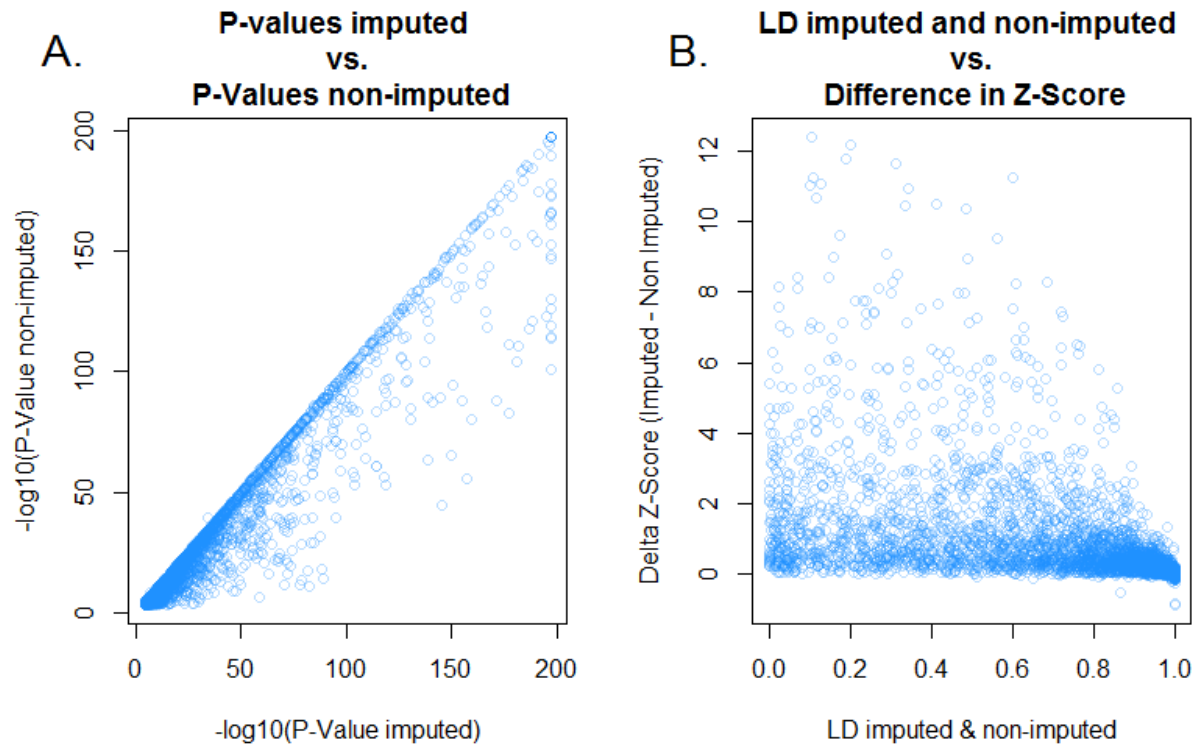 A.
P-values imputed
vs.
P-Values non-imputed
-log10(P-Value non-imputed)
200
150
100
50
0
0 50 100 150 200
-log10(P-Value imputed)
B.
LD imputed and non-imputed
vs.
Difference in Z-Score
Delta Z-Score (Imputed - Non Imputed)
12
10
8
6
4
2
0
0.0 0.2 0.4 0.6 0.8 1.0
LD imputed & non-imputed